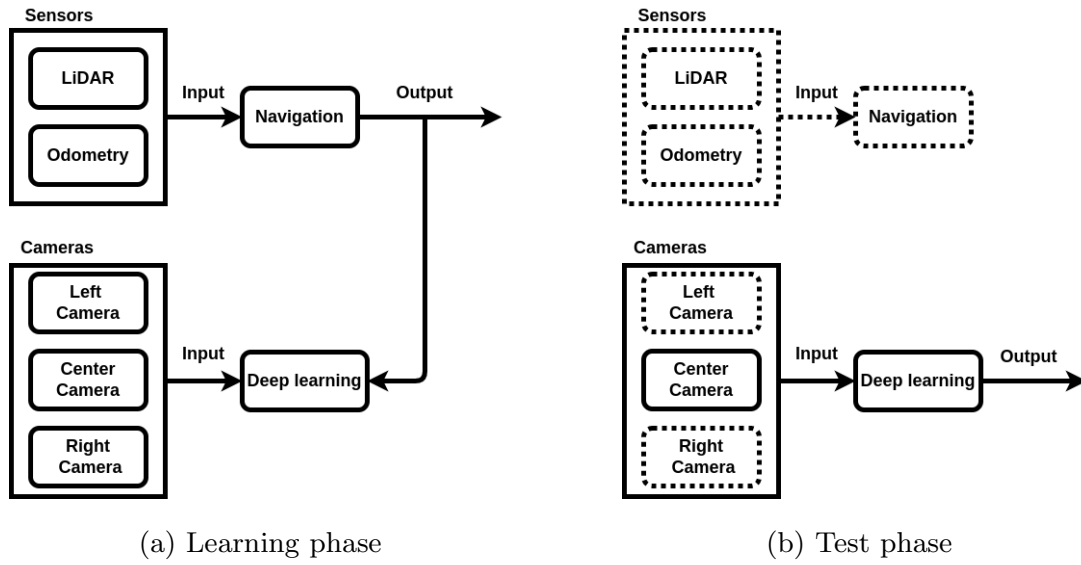 Sensors
LiDAR
Odometry
Input
Navigation
Output
Cameras
Left
Camera
Center
Camera
Right
Camera
Input
Deep learning
(a) Learning phase
Sensors
LiDAR
Odometry
Input
Navigation
Cameras
Left
Camera
Center
Camera
Right
Camera
Input
Deep learning
Output
(b) Test phase